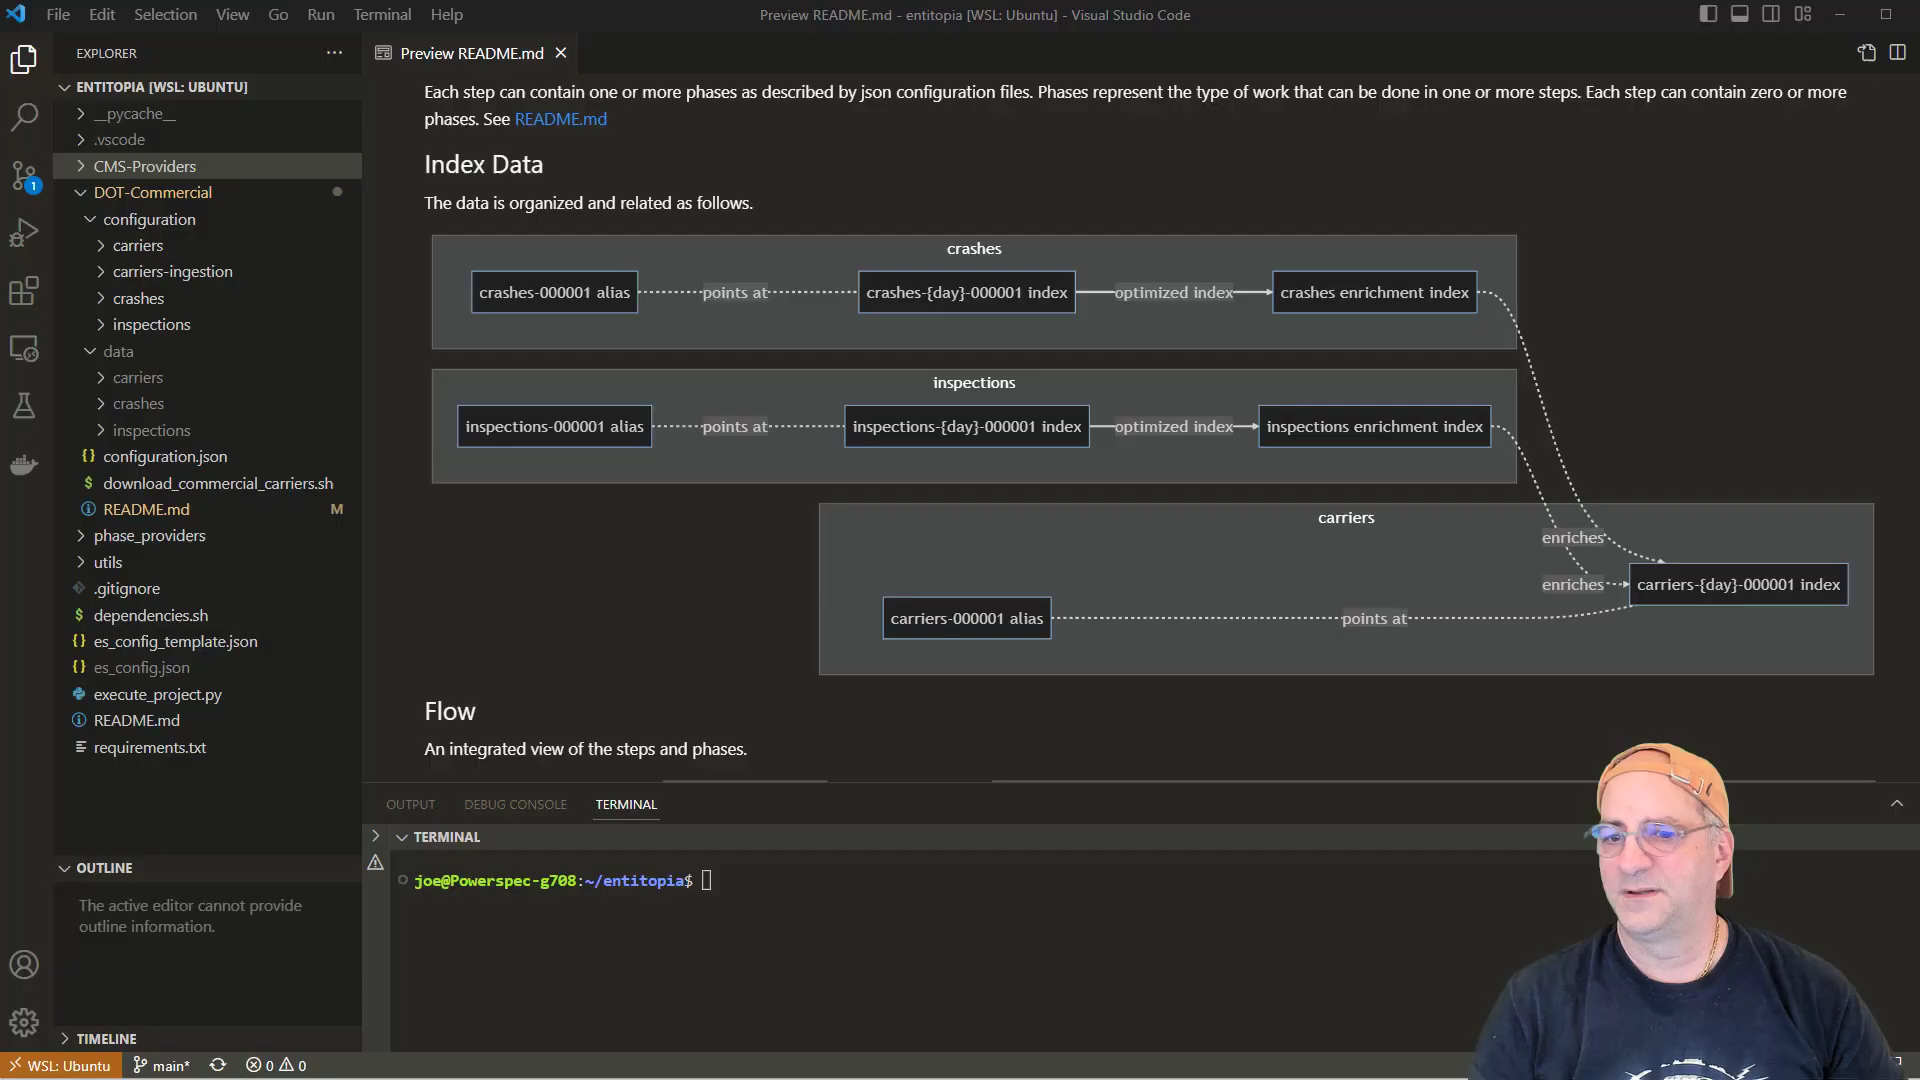 File Edit Selection View Go Run Terminal Help
Preview README.md - entitopia [WSL: Ubuntu] - Visual Studio Code
EXPLORER
ENTITOPIA [WSL: UBUNTU]
__pycache__
.vscode
CMS-Providers
DOT-Commercial
configuration
carriers
carriers-ingestion
crashes
inspections
data
carriers
crashes
inspections
configuration.json
download_commercial_carriers.sh
README.md M
phase_providers
utils
.gitignore
dependencies.sh
es_config_template.json
es_config.json
execute_project.py
README.md
requirements.txt
OUTLINE
The active editor cannot provide
outline information.
TIMELINE
1
Preview README.md
Each step can contain one or more phases as described by json configuration files. Phases represent the type of work that can be done in one or more steps. Each step can contain zero or more
phases. See README.md
Index Data
The data is organized and related as follows.
crashes
crashes-000001 alias points at crashes-{day}-000001 index optimized index crashes enrichment index
inspections
inspections-000001 alias points at inspections-{day}-000001 index optimized index inspections enrichment index
carriers
enriches
enriches carriers-{day}-000001 index
carriers-000001 alias points at
Flow
An integrated view of the steps and phases.
OUTPUT DEBUG CONSOLE TERMINAL
TERMINAL
joe@Powerspec-g708:~/entitopia$
WSL: Ubuntu main* 0 0